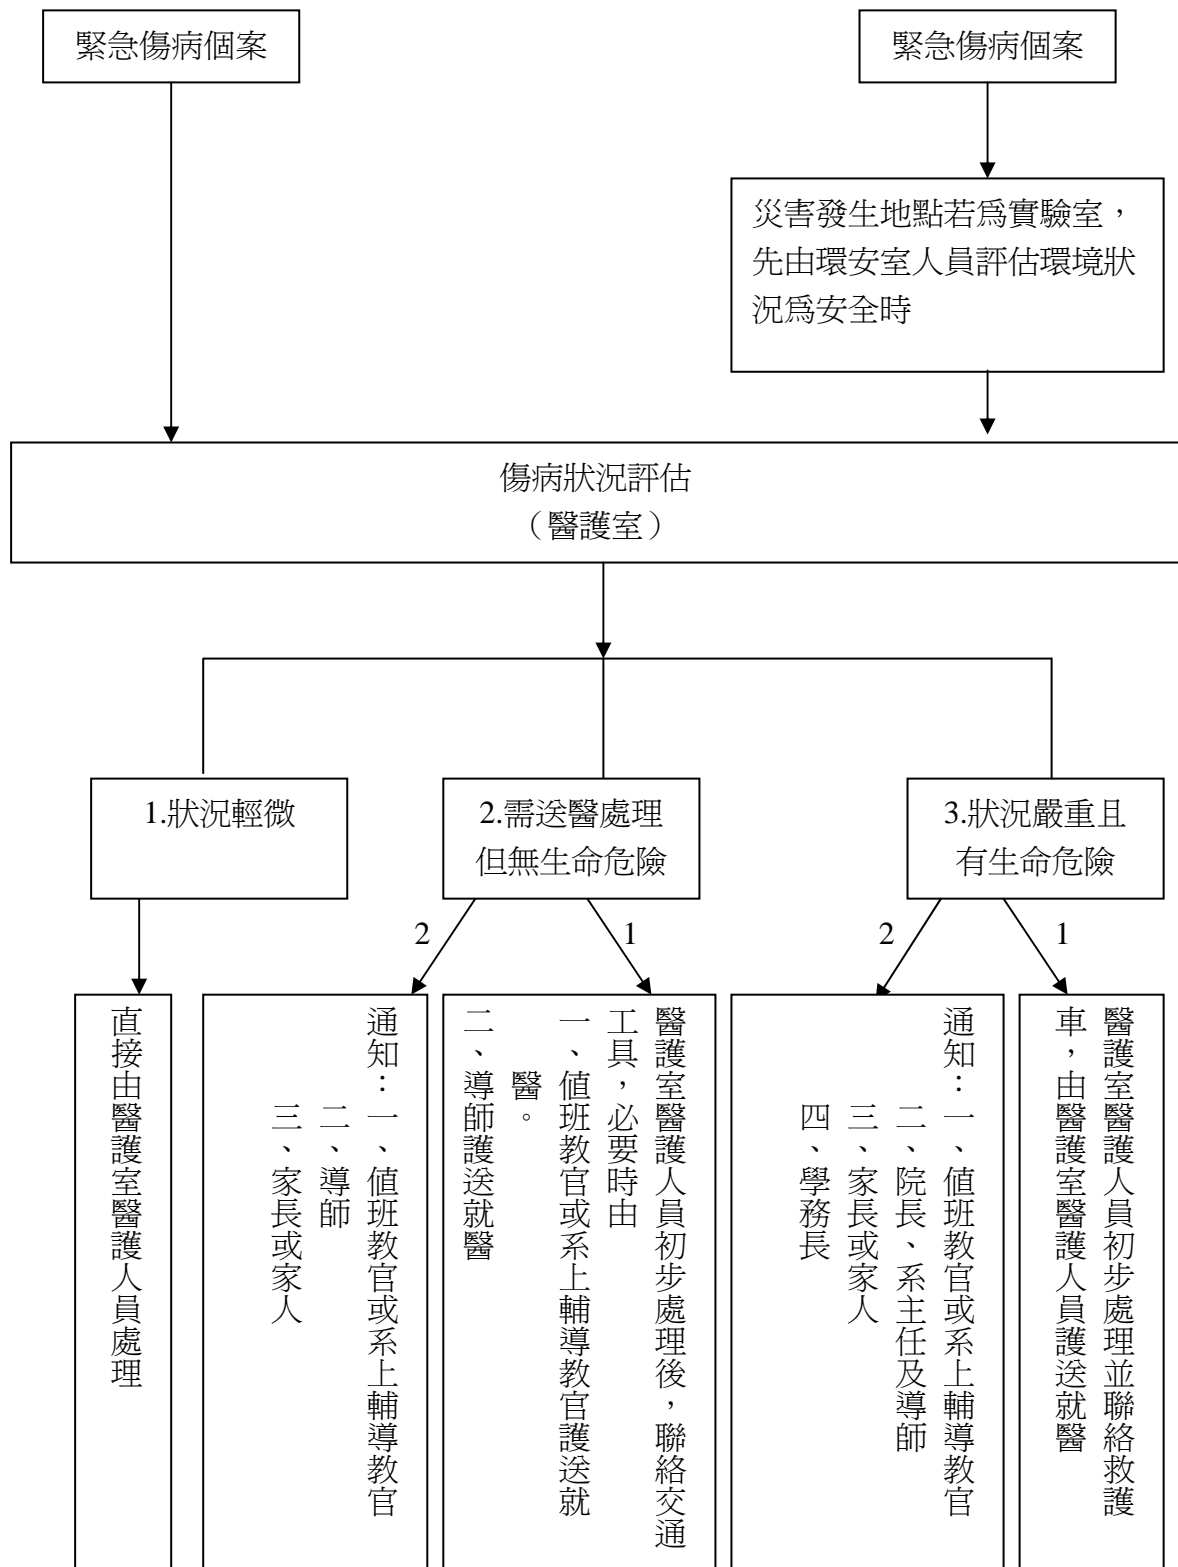 緊急傷病個案
緊急傷病個案
災害發生地點若為實驗室，
先由環安室人員評估環境狀
況為安全時
傷病狀況評估
（醫護室）
1.狀況輕微
2.需送醫處理
但無生命危險
3.狀況嚴重且
有生命危險
2
1
2
1
直接由醫護室醫護人員處理
通知：一、值班教官或系上輔導教官
二、導師
三、家長或家人
醫護室醫護人員初步處理後，聯絡交通
工具，必要時由
一、值班教官或系上輔導教官護送就
醫。
二、導師護送就醫
通知：一、值班教官或系上輔導教官
二、院長、系主任及導師
三、家長或家人
四、學務長
醫護室醫護人員初步處理並聯絡救護
車，由醫護室醫護人員護送就醫